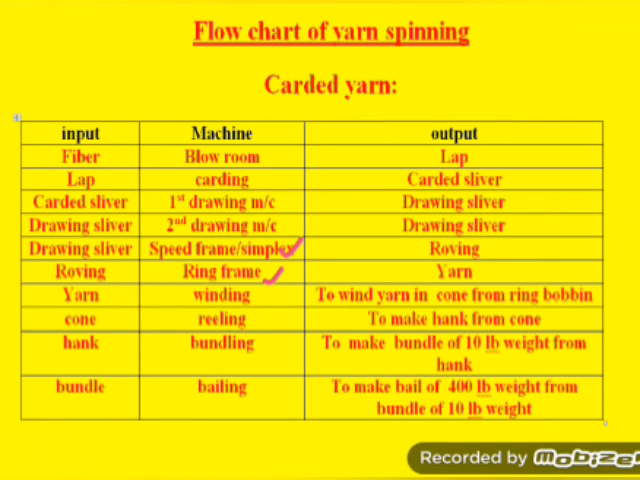 Flow chart of yarn spinning
Carded yarn:
input Machine output
Fiber Blow room Lap
Lap carding Carded sliver
Carded sliver 1st drawing m/c Drawing sliver
Drawing sliver 2nd drawing m/c Drawing sliver
Drawing sliver Speed frame/simplex Roving
Roving Ring frame Yarn
Yarn winding To wind yarn in cone from ring bobbin
cone reeling To make hank from cone
hank bundling To make bundle of 10 lb weight from
hank
bundle bailing To make bail of 400 lb weight from
bundle of 10 lb weight
Recorded by